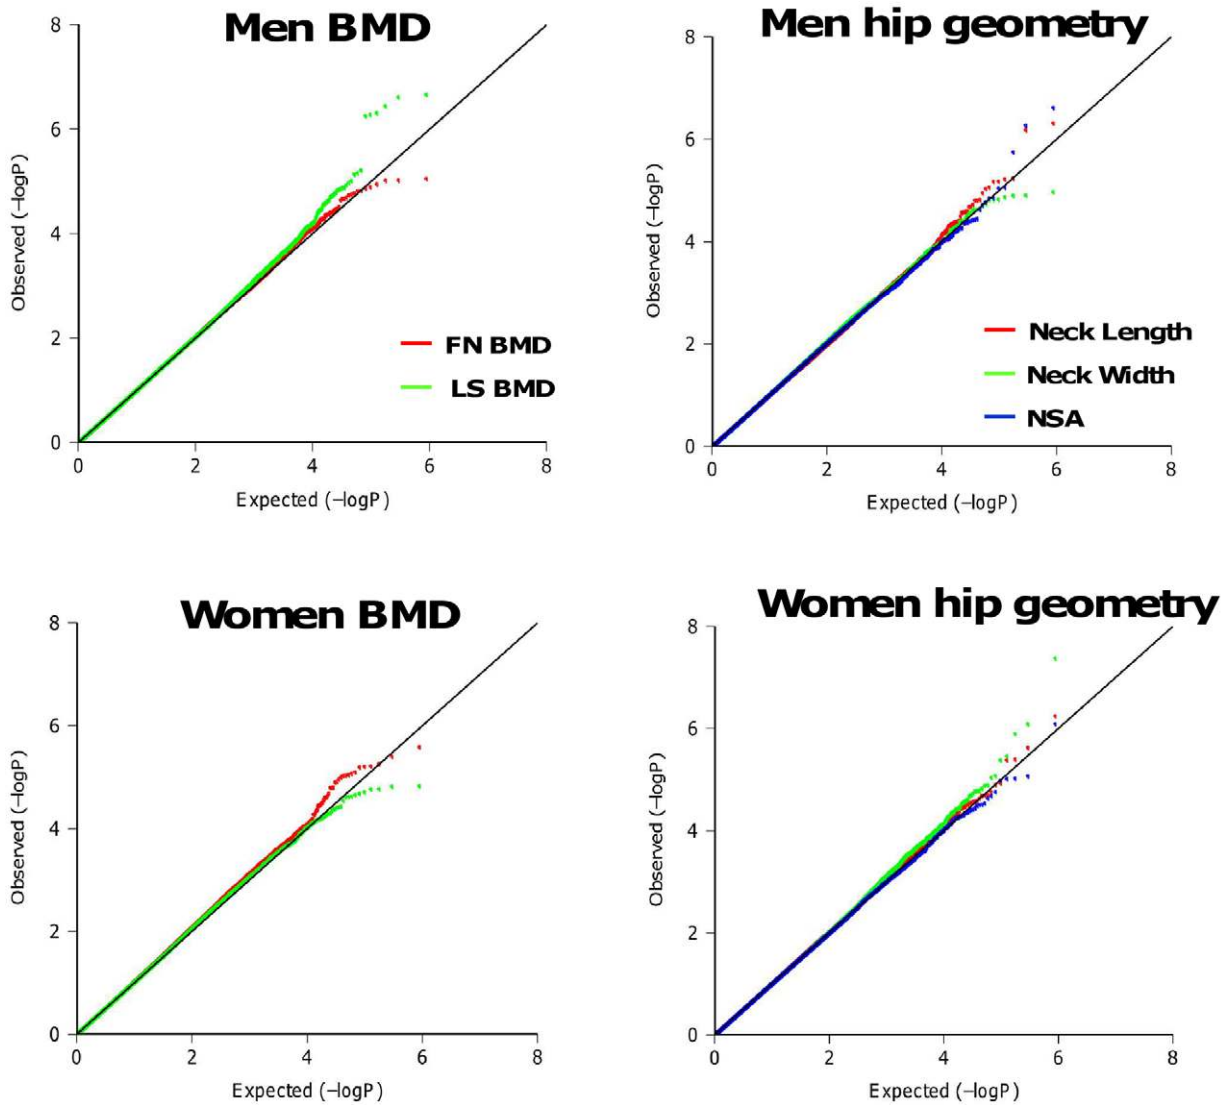 Men BMD
8
6
4
2
0
Observed (–logP)
FN BMD
LS BMD
0 2 4 6 8
Expected (–logP)
Men hip geometry
8
6
4
2
0
Observed (–logP)
Neck Length
Neck Width
NSA
0 2 4 6 8
Expected (–logP)
Women BMD
8
6
4
2
0
Observed (–logP)
0 2 4 6 8
Expected (–logP)
Women hip geometry
8
6
4
2
0
Observed (–logP)
0 2 4 6 8
Expected (–logP)